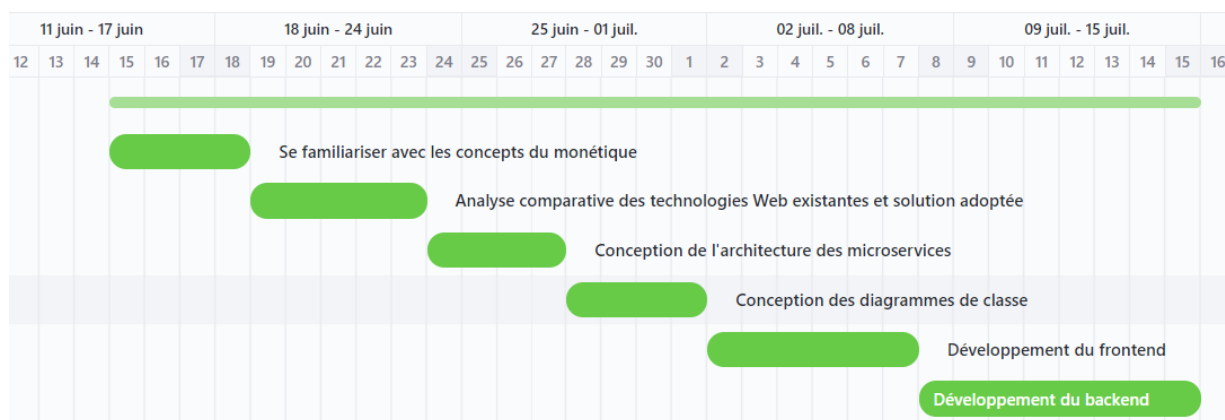 11 juin - 17 juin 18 juin - 24 juin 25 juin - 01 juil. 02 juil. - 08 juil. 09 juil. - 15 juil.
12 13 14 15 16 17 18 19 20 21 22 23 24 25 26 27 28 29 30 1 2 3 4 5 6 7 8 9 10 11 12 13 14 15 16
Se familiariser avec les concepts du monétique
Analyse comparative des technologies Web existantes et solution adoptée
Conception de l'architecture des microservices
Conception des diagrammes de classe
Développement du frontend
Développement du backend